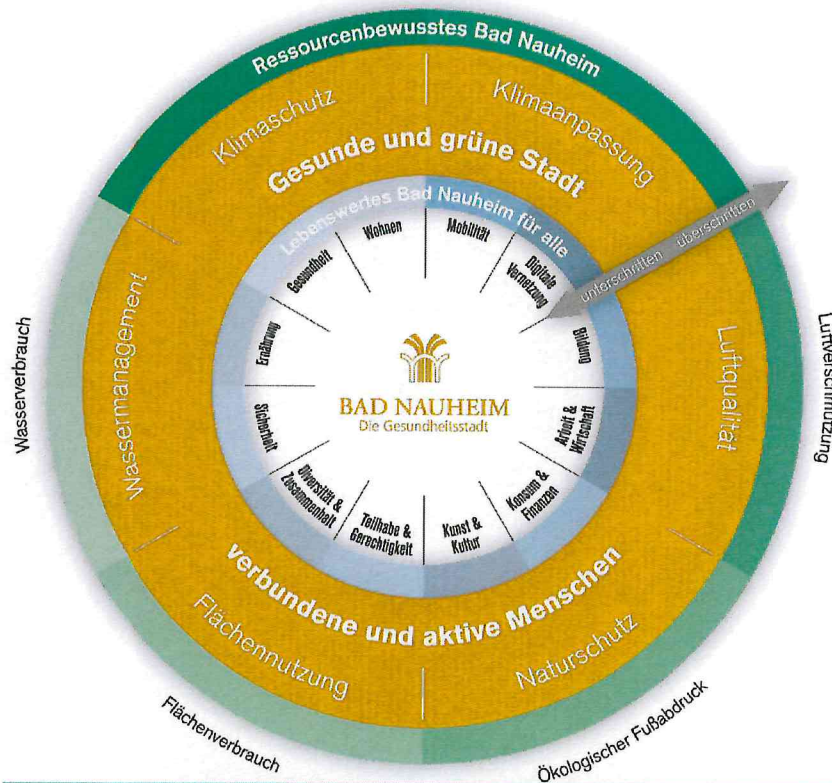 Ressourcenbewusstes Bad Nauheim
Klimaschutz
Klimaanpassung
Gesunde und grüne Stadt
Lebenswertes Bad Nauheim für alle
überschritten
unterschritten
Wohnen
Mobilität
Gesundheit
Digitale
Vernetzung
Ernährung
Bildung
Sicherheit
Arbeit &
Wirtschaft
Diversität &
Zusammenheit
Konsum &
Finanzen
Teilhabe &
Gerechtigkeit
Kunst &
Kultur
BAD NAUHEIM
Die Gesundheitsstadt
Wassermanagement
Luftqualität
Wasserverbrauch
Luftverschmutzung
verbundene und aktive Menschen
Flächennutzung
Naturschutz
Flächenverbrauch
Ökologischer Fußabdruck